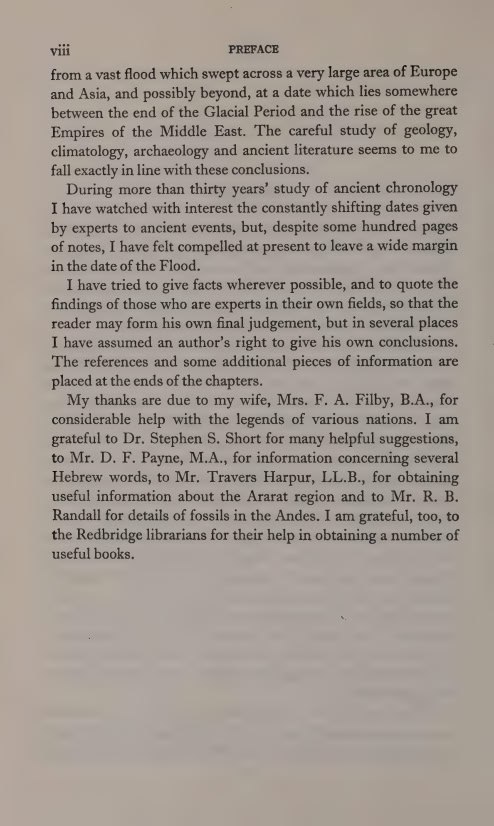 viii PREFACE
from a vast flood which swept across a very large area of Europe
and Asia, and possibly beyond, at a date which lies somewhere
between the end of the Glacial Period and the rise of the great
Empires of the Middle East. The careful study of geology,
climatology, archaeology and ancient literature seems to me to
fall exactly in line with these conclusions.
During more than thirty years' study of ancient chronology
I have watched with interest the constantly shifting dates given
by experts to ancient events, but, despite some hundred pages
of notes, I have felt compelled at present to leave a wide margin
in the date of the Flood.
I have tried to give facts wherever possible, and to quote the
findings of those who are experts in their own fields, so that the
reader may form his own final judgement, but in several places
I have assumed an author's right to give his own conclusions.
The references and some additional pieces of information are
placed at the ends of the chapters.
My thanks are due to my wife, Mrs. F. A. Filby, B.A., for
considerable help with the legends of various nations. I am
grateful to Dr. Stephen S. Short for many helpful suggestions,
to Mr. D. F. Payne, M.A., for information concerning several
Hebrew words, to Mr. Travers Harpur, LL.B., for obtaining
useful information about the Ararat region and to Mr. R. B.
Randall for details of fossils in the Andes. I am grateful, too, to
the Redbridge librarians for their help in obtaining a number of
useful books.